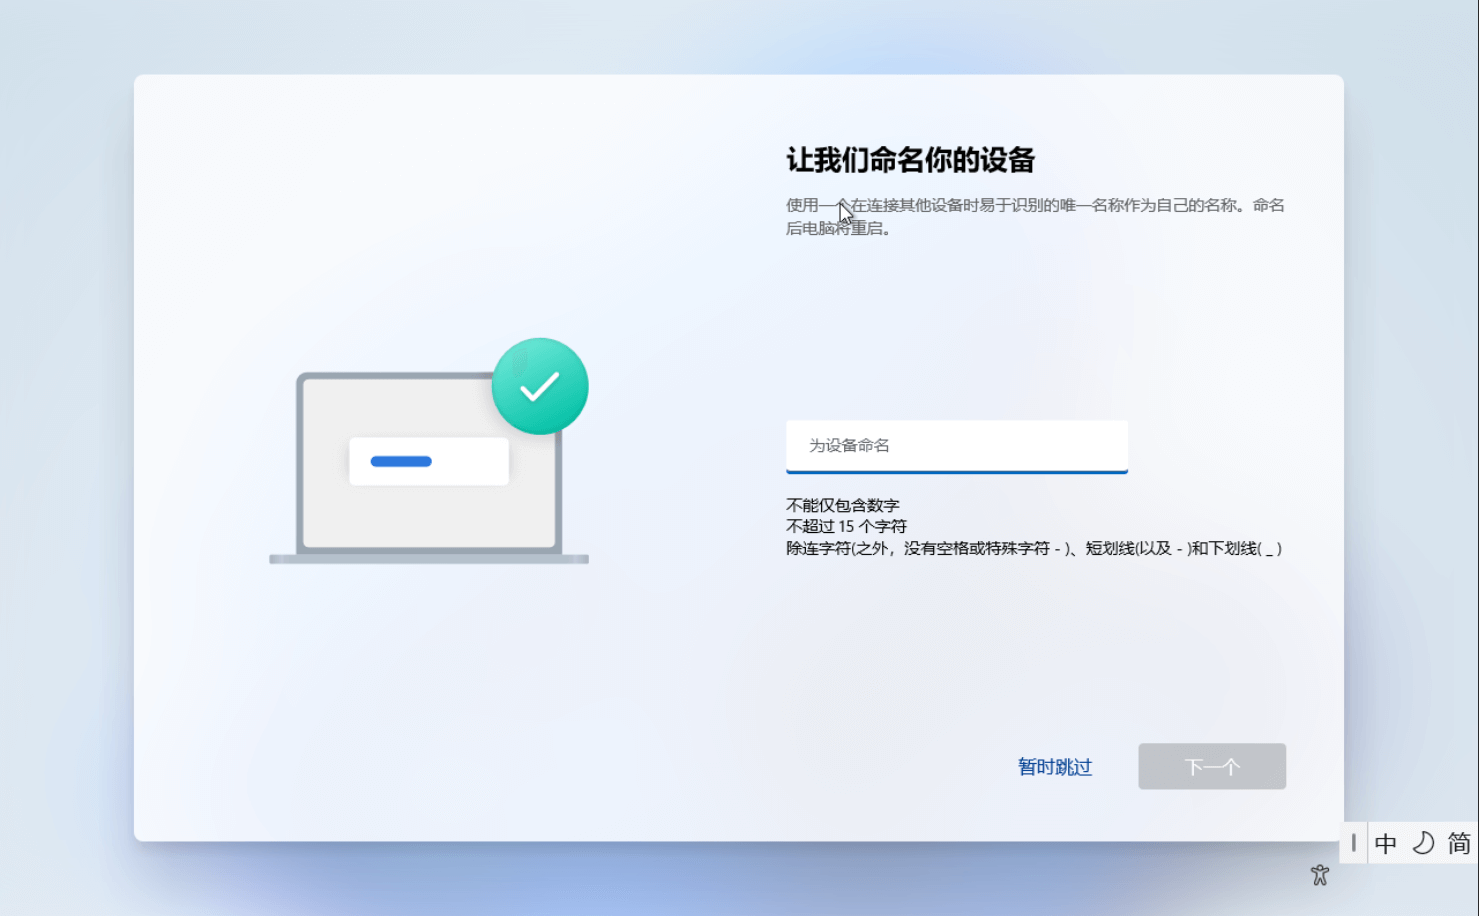 让我们命名你的设备
使用一个在连接其他设备时易于识别的唯一名称作为自己的名称。命名
后电脑将重启。
为设备命名
不能仅包含数字
不超过 15 个字符
除连字符(之外，没有空格或特殊字符 - )、短划线(以及 - )和下划线( _ )
暂时跳过
下一个
中
简